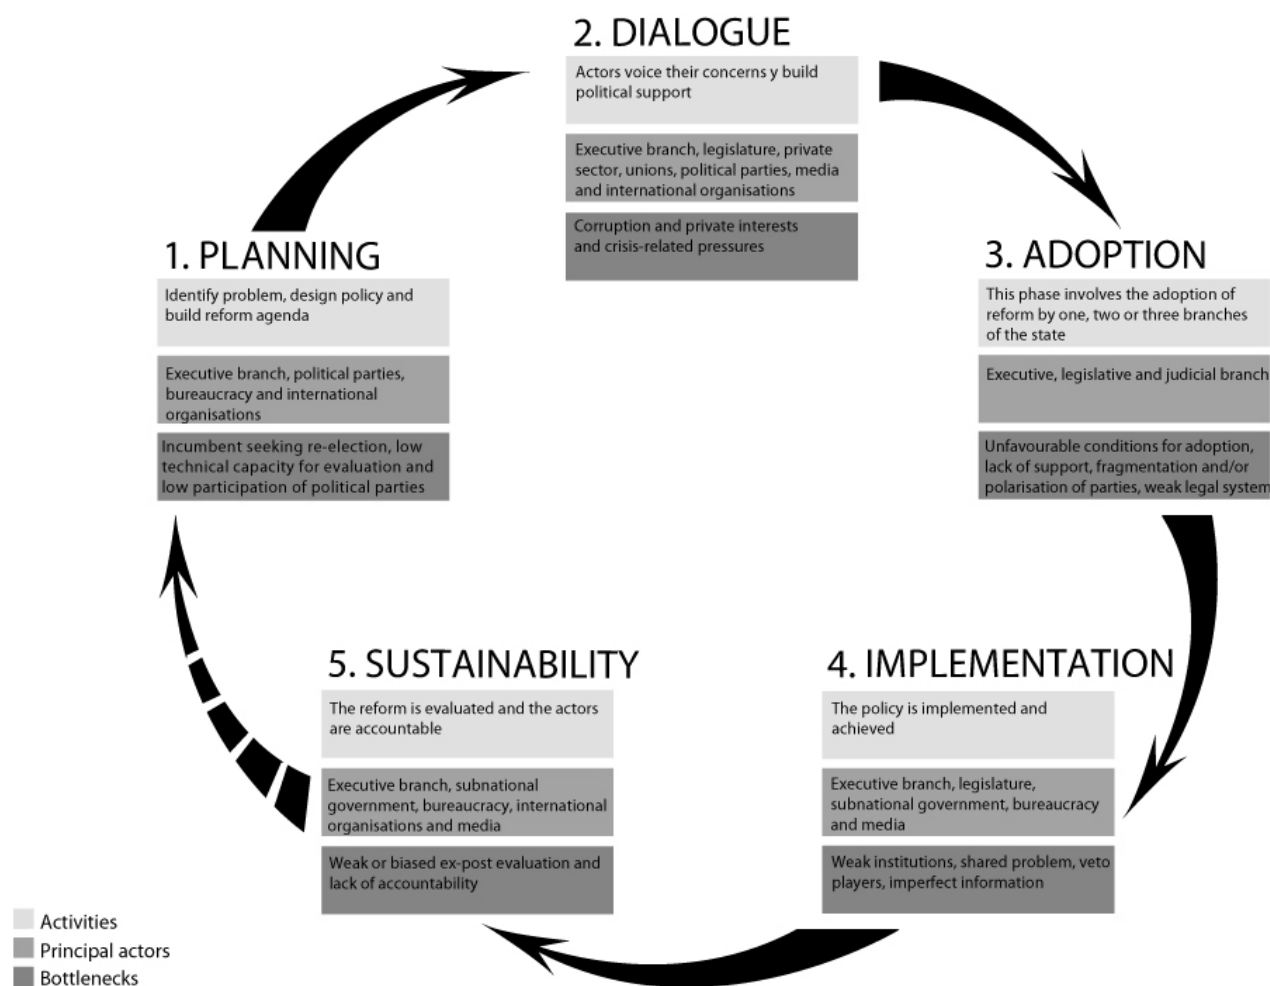 2. DIALOGUE
Actors voice their concerns y build
political support
Executive branch, legislature, private
sector, unions, political parties, media
and international organisations
Corruption and private interests
and crisis-related pressures
1. PLANNING
Identify problem, design policy and
build reform agenda
Executive branch, political parties,
bureaucracy and international
organisations
Incumbent seeking re-election, low
technical capacity for evaluation and
low participation of political parties
3. ADOPTION
This phase involves the adoption of
reform by one, two or three branches
of the state
Executive, legislative and judicial branch
Unfavourable conditions for adoption,
lack of support, fragmentation and/or
polarisation of parties, weak legal system
5. SUSTAINABILITY
The reform is evaluated and the actors
are accountable
Executive branch, subnational
government, bureaucracy, international
organisations and media
Weak or biased ex-post evaluation and
lack of accountability
4. IMPLEMENTATION
The policy is implemented and
achieved
Executive branch, legislature,
subnational government, bureaucracy
and media
Weak institutions, shared problem, veto
players, imperfect information
Activities
Principal actors
Bottlenecks